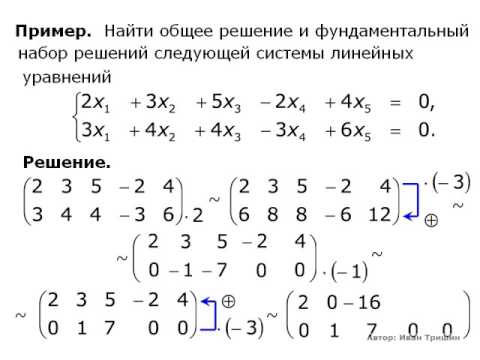 Пример. Найти общее решение и фундаментальный
набор решений следующей системы линейных
уравнений
{2x₁ + 3x₂ + 5x₃ − 2x₄ + 4x₅ = 0,
3x₁ + 4x₂ + 4x₃ − 3x₄ + 6x₅ = 0.
Решение.
(2 3 5 − 2 4) ~ (2 3 5 − 2 4) · (− 3)
(3 4 4 − 3 6) · 2 (6 8 8 − 6 12) ⊕ ~
~ (2 3 5 − 2 4) ~
(0 − 1 − 7 0 0) · (− 1)
~ (2 3 5 − 2 4) ⊕ ~ (2 0 − 16)
(0 1 7 0 0) · (− 3) (0 1 7 0 0)
Автор: Иван Тришин